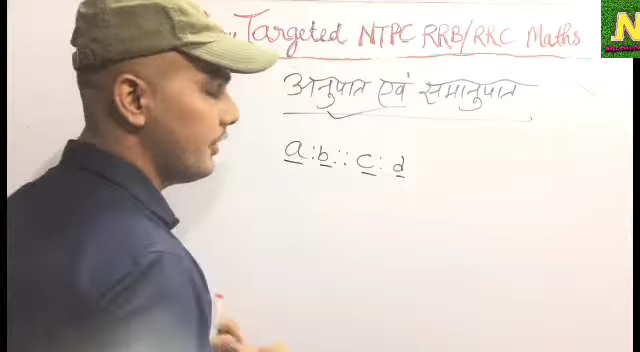 Targeted NTPC RRB/RRC Maths
अनुपात एवं समानुपात
a : b :: c : d
N